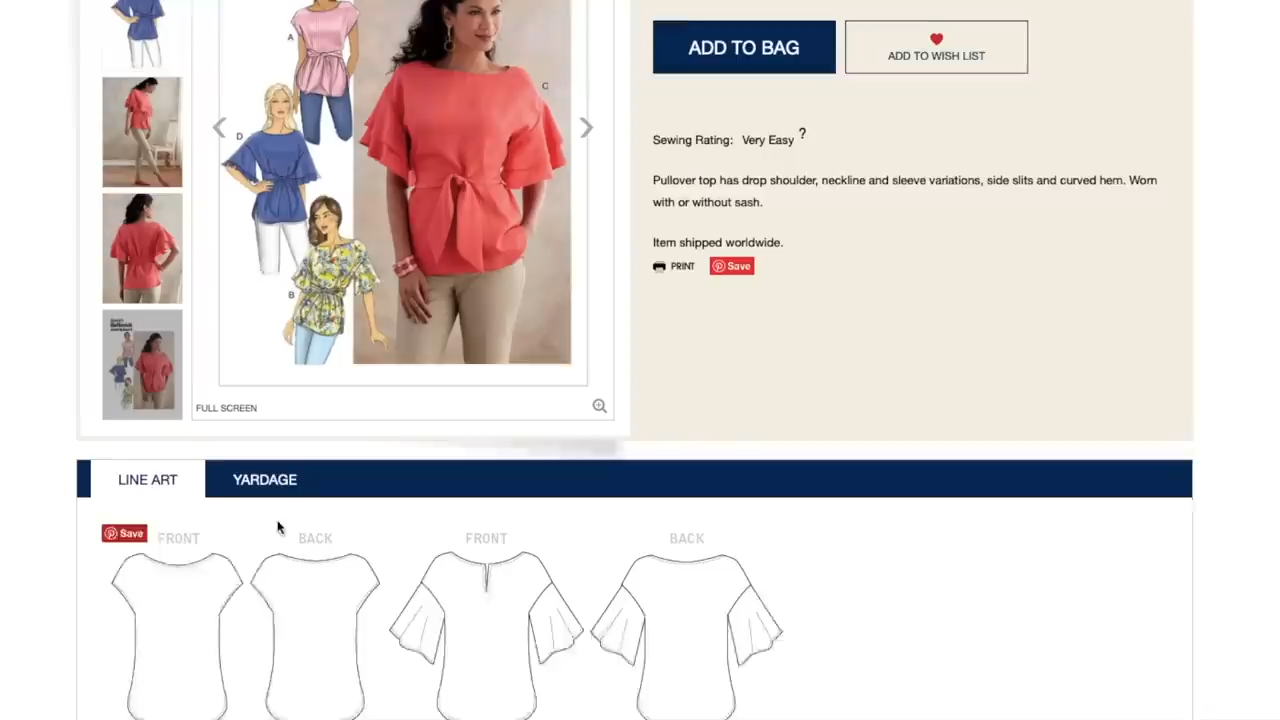 A
C
D
B
FULL SCREEN
ADD TO BAG
ADD TO WISH LIST
Sewing Rating: Very Easy ?
Pullover top has drop shoulder, neckline and sleeve variations, side slits and curved hem. Worn
with or without sash.
Item shipped worldwide.
PRINT
Save
LINE ART
YARDAGE
Save
FRONT
BACK
FRONT
BACK